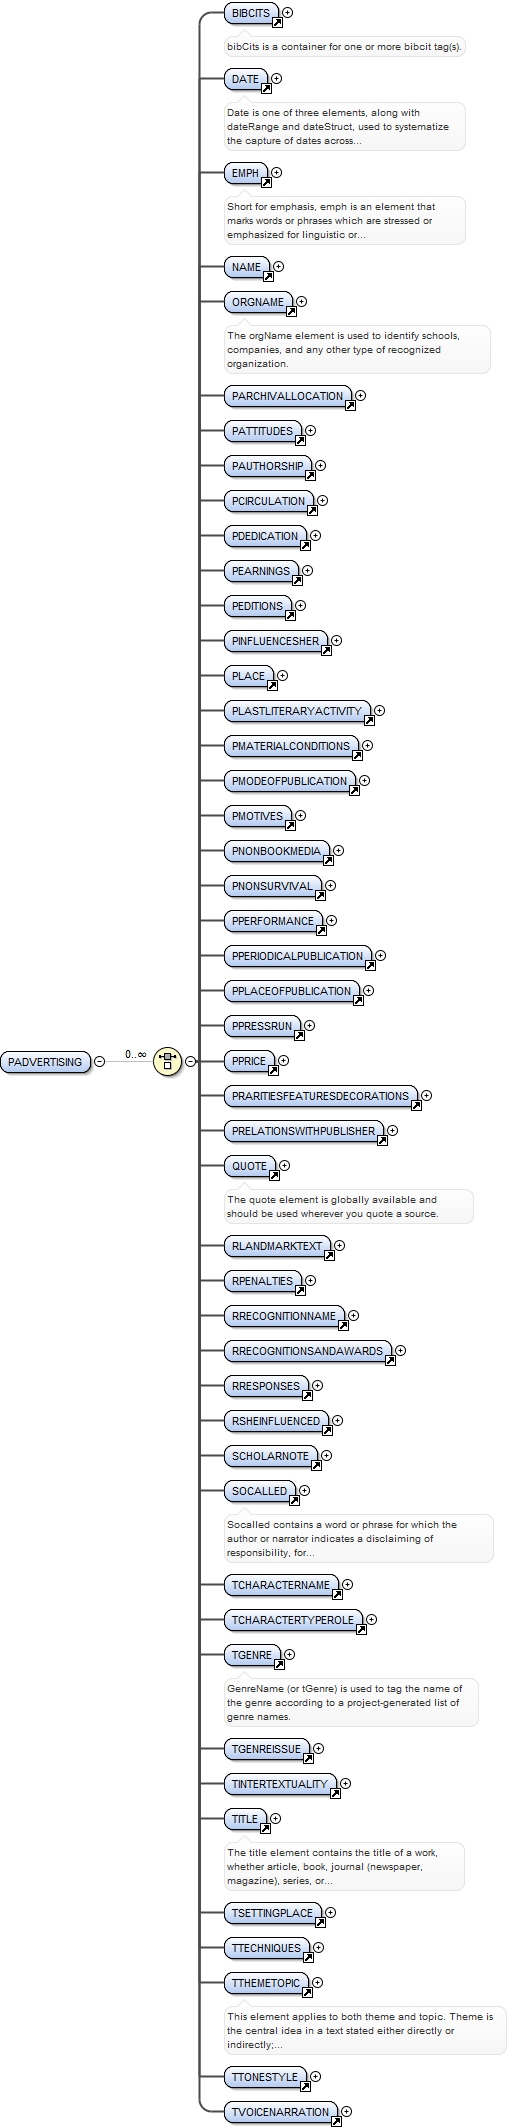 BIBCITS
bibCits is a container for one or more bibcit tag(s).
DATE
Date is one of three elements, along with
dateRange and dateStruct, used to systematize
the capture of dates across...
EMPH
Short for emphasis, emph is an element that
marks words or phrases which are stressed or
emphasized for linguistic or...
NAME
ORGNAME
The orgName element is used to identify schools,
companies, and any other type of recognized
organization.
PARCHIVALLOCATION
PATTITUDES
PAUTHORSHIP
PCIRCULATION
PDEDICATION
PEARNINGS
PEDITIONS
PINFLUENCESHER
PLACE
PLASTLITERARYACTIVITY
PMATERIALCONDITIONS
PMODEOFPUBLICATION
PMOTIVES
PNONBOOKMEDIA
PNONSURVIVAL
PPERFORMANCE
PPERIODICALPUBLICATION
PPLACEOFPUBLICATION
PPRESSRUN
PADVERTISING 0..∞ PPRICE
PRARITIESFEATURESDECORATIONS
PRELATIONSWITHPUBLISHER
QUOTE
The quote element is globally available and
should be used wherever you quote a source.
RLANDMARKTEXT
RPENALTIES
RRECOGNITIONNAME
RRECOGNITIONSANDAWARDS
RRESPONSES
RSHEINFLUENCED
SCHOLARNOTE
SOCALLED
Socalled contains a word or phrase for which the
author or narrator indicates a disclaiming of
responsibility, for...
TCHARACTERNAME
TCHARACTERTYPEROLE
TGENRE
GenreName (or tGenre) is used to tag the name of
the genre according to a project-generated list of
genre names.
TGENREISSUE
TINTERTEXTUALITY
TITLE
The title element contains the title of a work,
whether article, book, journal (newspaper,
magazine), series, or...
TSETTINGPLACE
TTECHNIQUES
TTHEMETOPIC
This element applies to both theme and topic. Theme is
the central idea in a text stated either directly or
indirectly;...
TTONESTYLE
TVOICENARRATION